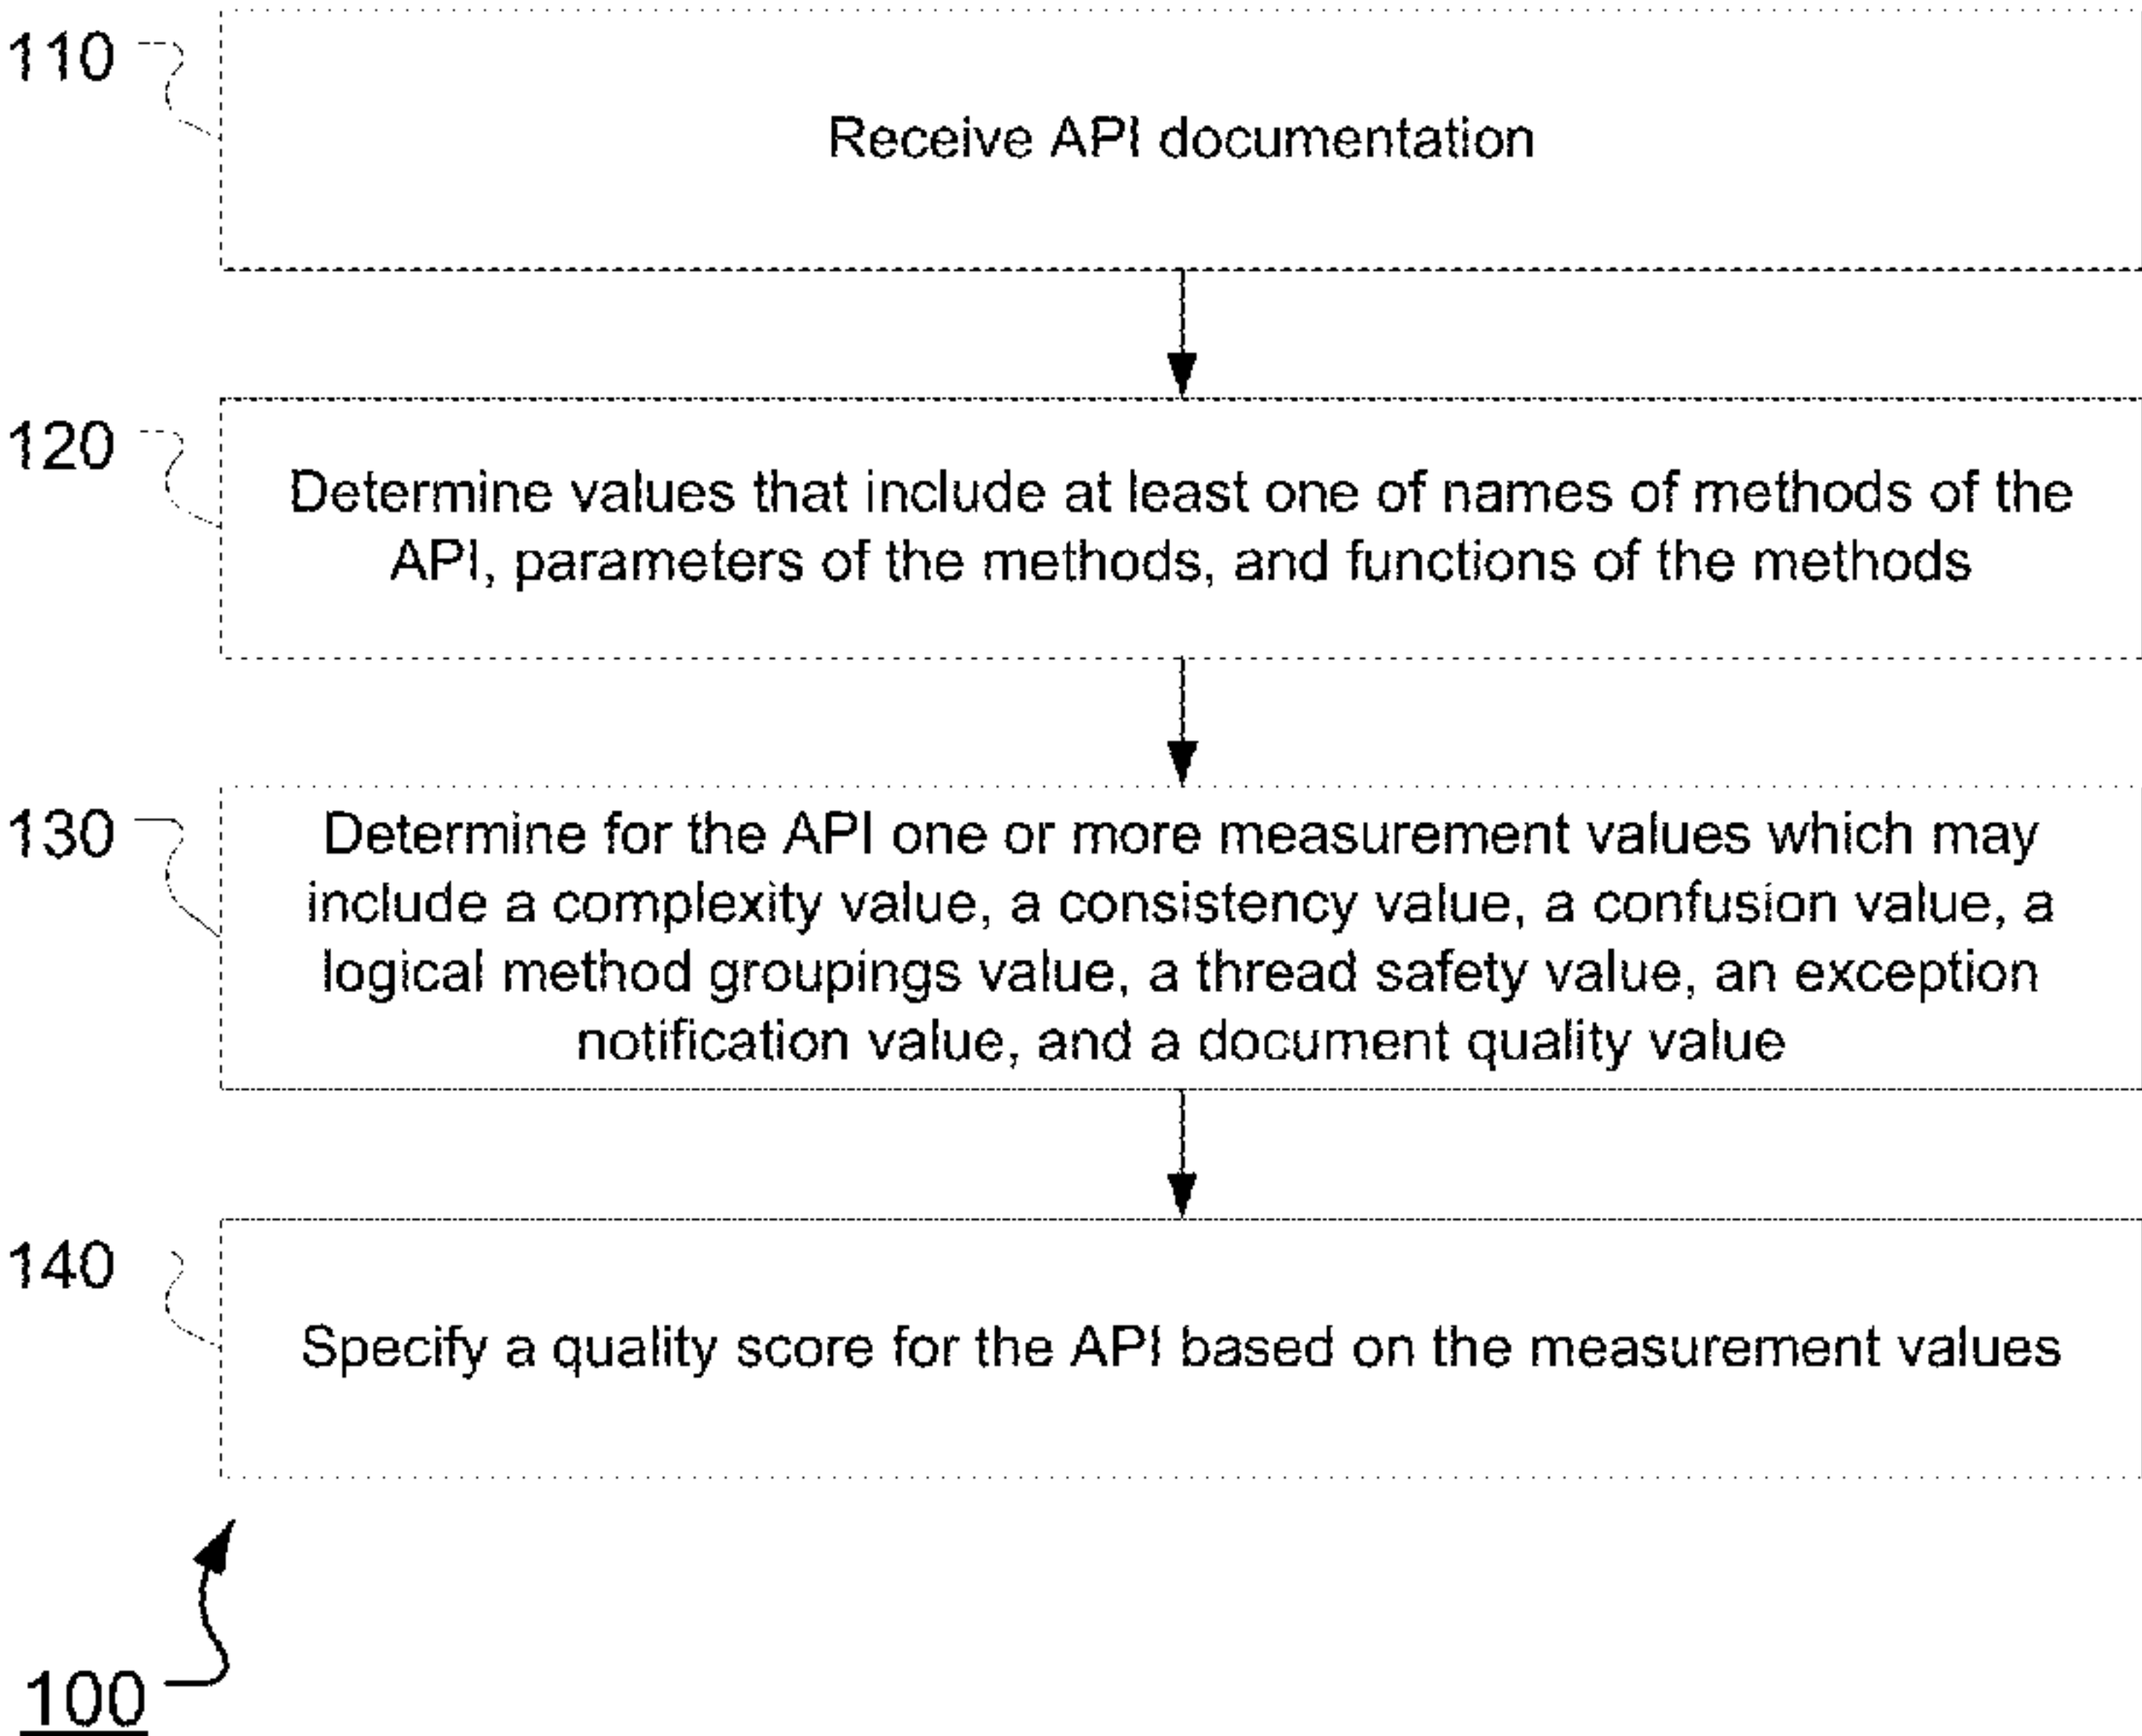 110
Receive API documentation
120
Determine values that include at least one of names of methods of the
API, parameters of the methods, and functions of the methods
130
Determine for the API one or more measurement values which may
include a complexity value, a consistency value, a confusion value, a
logical method groupings value, a thread safety value, an exception
notification value, and a document quality value
140
Specify a quality score for the API based on the measurement values
100